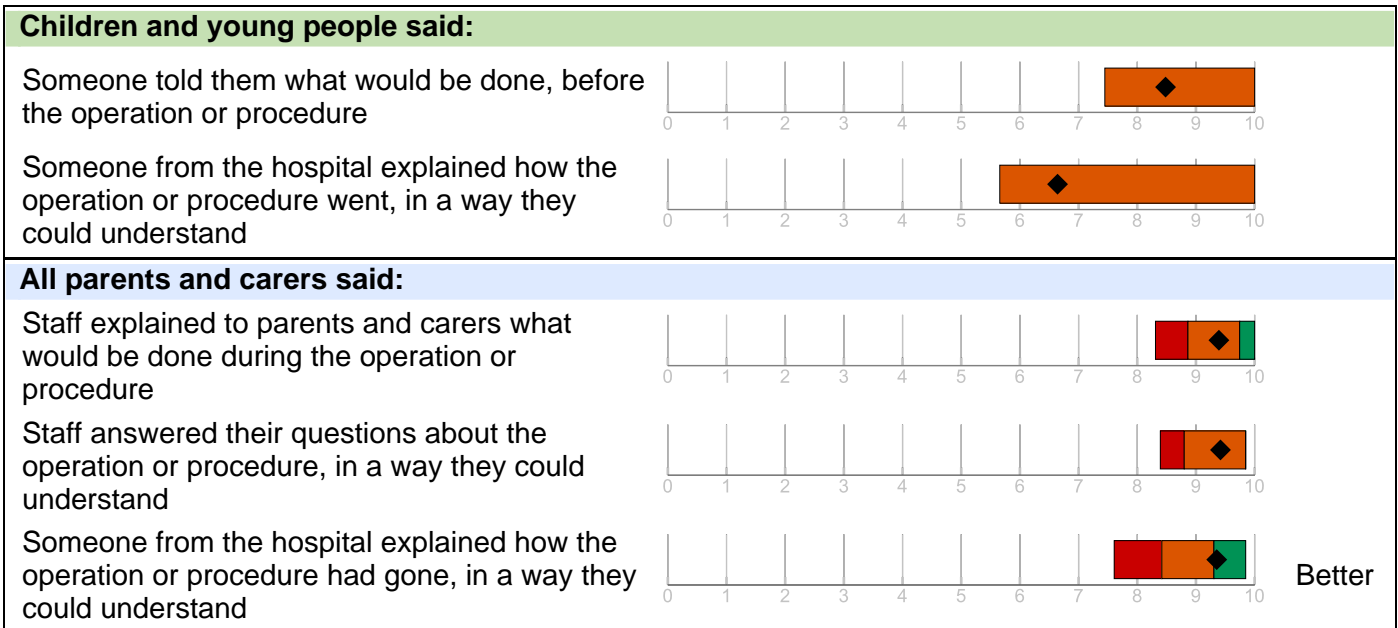 Children and young people said:
Someone told them what would be done, before
the operation or procedure
0 1 2 3 4 5 6 7 8 9 10
Someone from the hospital explained how the
operation or procedure went, in a way they
could understand
0 1 2 3 4 5 6 7 8 9 10
All parents and carers said:
Staff explained to parents and carers what
would be done during the operation or
procedure
0 1 2 3 4 5 6 7 8 9 10
Staff answered their questions about the
operation or procedure, in a way they could
understand
0 1 2 3 4 5 6 7 8 9 10
Someone from the hospital explained how the
operation or procedure had gone, in a way they
could understand
0 1 2 3 4 5 6 7 8 9 10
Better